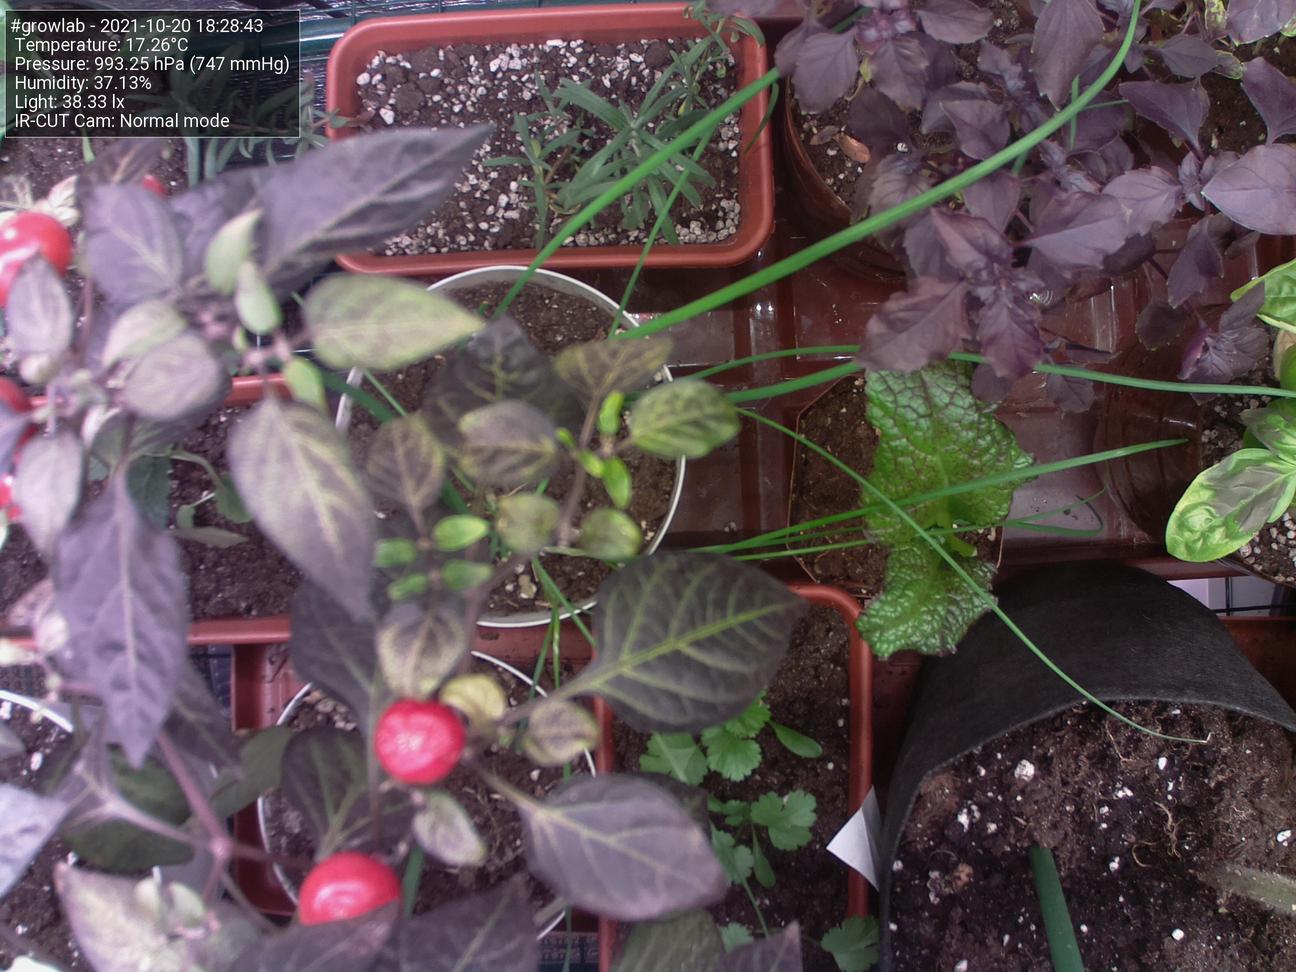 #growlab - 2021-10-20 18:28:43
Temperature: 17.26°C
Pressure: 993.25 hPa (747 mmHg)
Humidity: 37.13%
Light: 38.33 lx
IR-CUT Cam: Normal mode